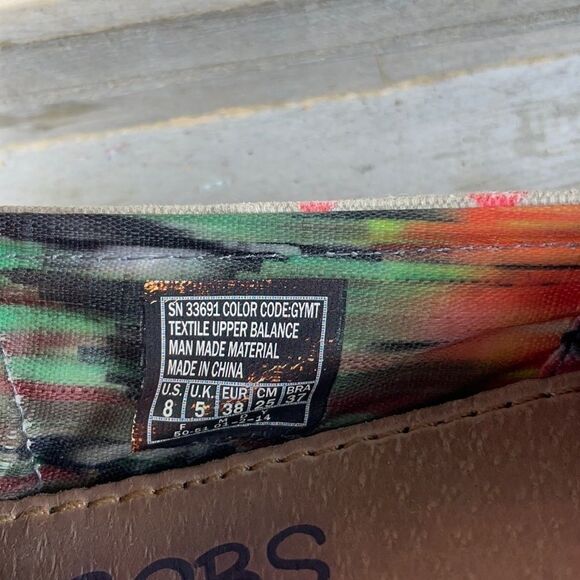 SN 33691 COLOR CODE:GYMT
TEXTILE UPPER BALANCE
MAN MADE MATERIAL
MADE IN CHINA
U.S. U.K. EUR CM BRA
8 5 38 25 37
OBS